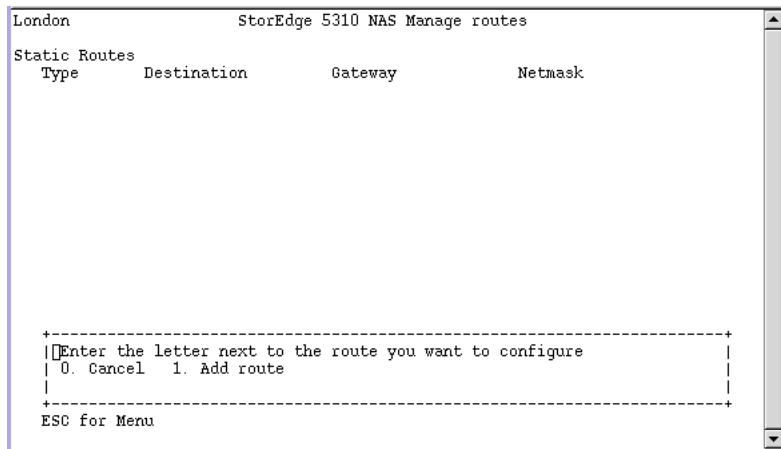 London StorEdge 5310 NAS Manage routes
Static Routes
Type Destination Gateway Netmask
Enter the letter next to the route you want to configure
0. Cancel 1. Add route
ESC for Menu